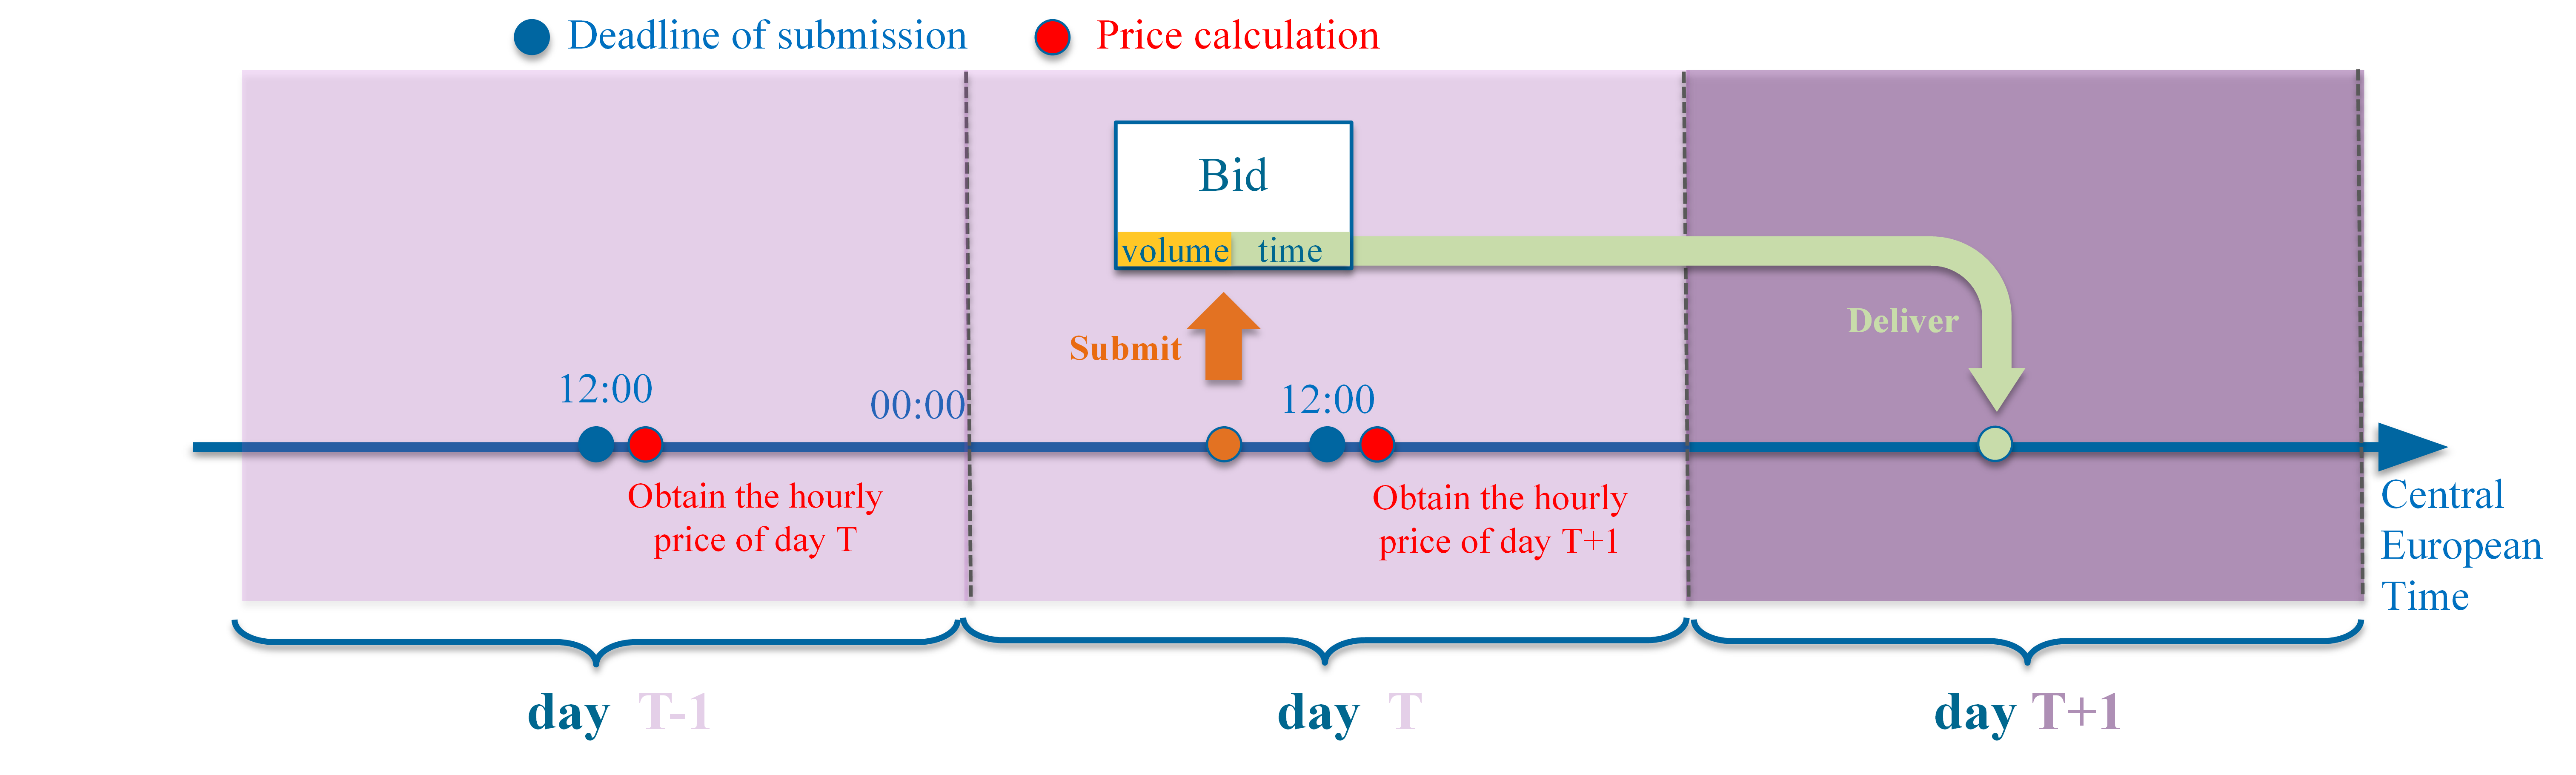 Deadline of submission
Price calculation
Bid
volume
time
Submit
Deliver
12:00
00:00
12:00
Obtain the hourly
price of day T
Obtain the hourly
price of day T+1
Central
European
Time
day T-1
day T
day T+1